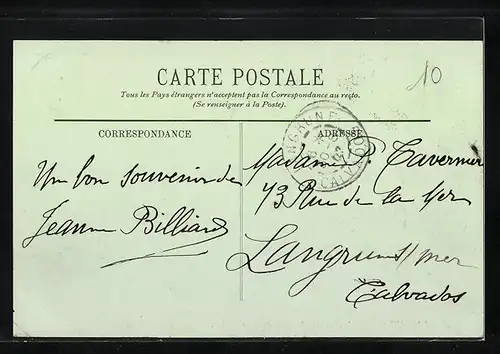 10
CARTE POSTALE
Tous les Pays étrangers n'acceptent pas la Correspondance au recto.
(Se renseigner à la Poste).
CORRESPONDANCE
ADRESSE
Un bon souvenir de
Jeanne Billiard
Madame P. Tavernier
73 Rue de la Mer
Langrune s/ mer
Calvados